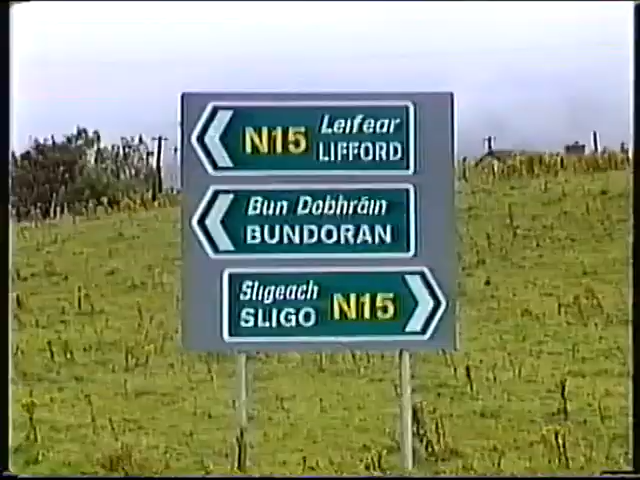 Leifear
N15 LIFFORD
Bun Dobhráin
BUNDORAN
Sligeach
SLIGO N15